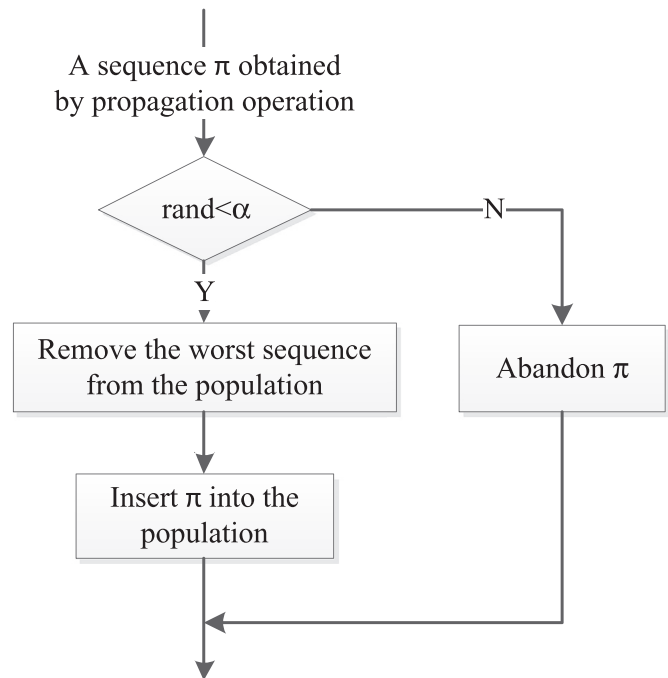 A sequence π obtained
by propagation operation
rand<α
N
Y
Remove the worst sequence
from the population
Abandon π
Insert π into the
population